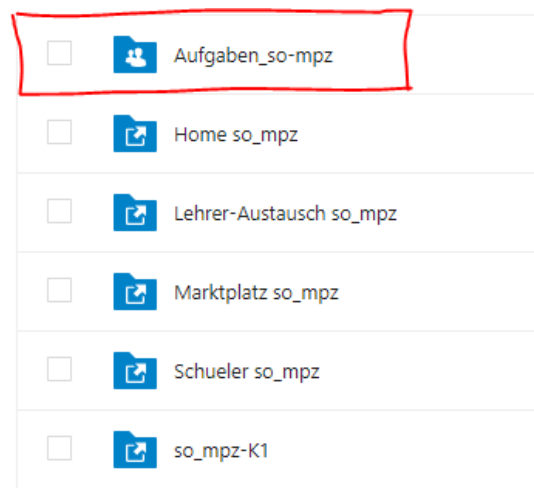 Aufgaben_so-mpz
Home so_mpz
Lehrer-Austausch so_mpz
Marktplatz so_mpz
Schueler so_mpz
so_mpz-K1